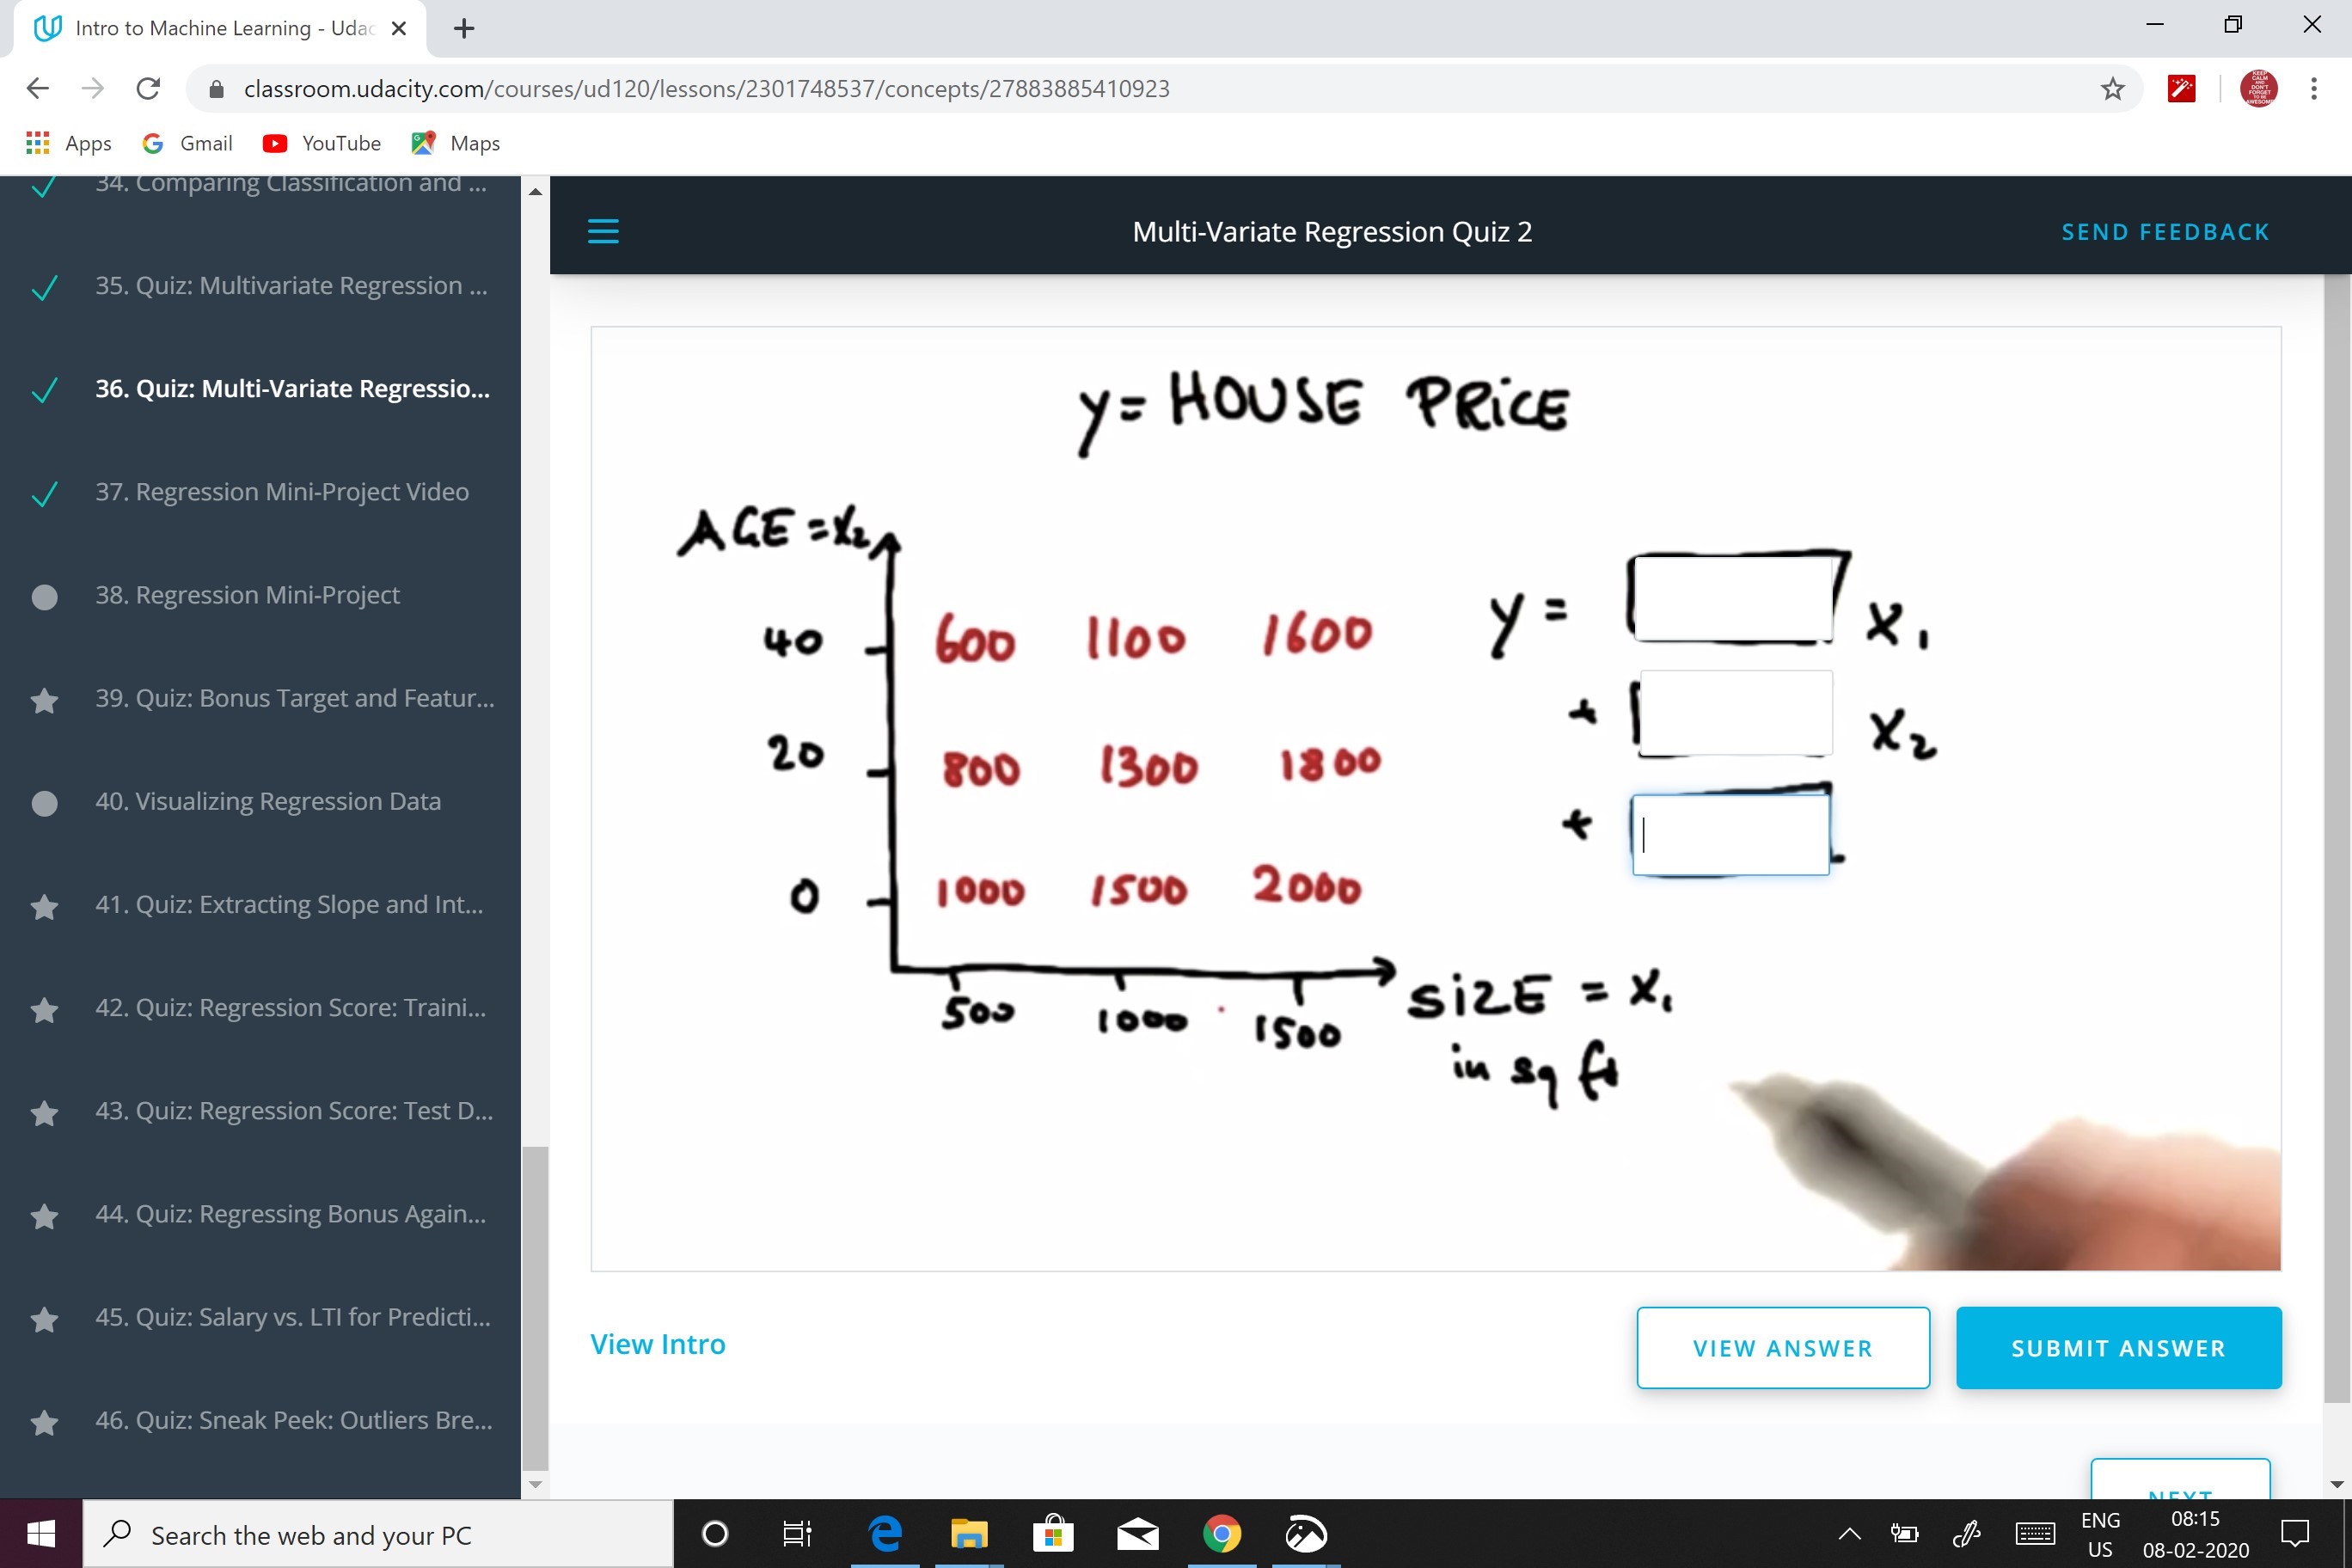 Intro to Machine Learning - Udac
classroom.udacity.com/courses/ud120/lessons/2301748537/concepts/27883885410923
Apps Gmail YouTube Maps
34. Comparing Classification and ...
35. Quiz: Multivariate Regression ...
36. Quiz: Multi-Variate Regressio...
37. Regression Mini-Project Video
38. Regression Mini-Project
39. Quiz: Bonus Target and Featur...
40. Visualizing Regression Data
41. Quiz: Extracting Slope and Int...
42. Quiz: Regression Score: Traini...
43. Quiz: Regression Score: Test D...
44. Quiz: Regressing Bonus Again...
45. Quiz: Salary vs. LTI for Predicti...
46. Quiz: Sneak Peek: Outliers Bre...
Multi-Variate Regression Quiz 2
SEND FEEDBACK
y = HOUSE PRiCE
AGE = x₂
40 600 1100 1600
20 800 1300 1800
0 1000 1500 2000
500 1000 1500
SiZE = x₁
in sq ft
y = x₁
+ x₂
+
View Intro
VIEW ANSWER
SUBMIT ANSWER
NEXT
Search the web and your PC
ENG
US
08:15
08-02-2020